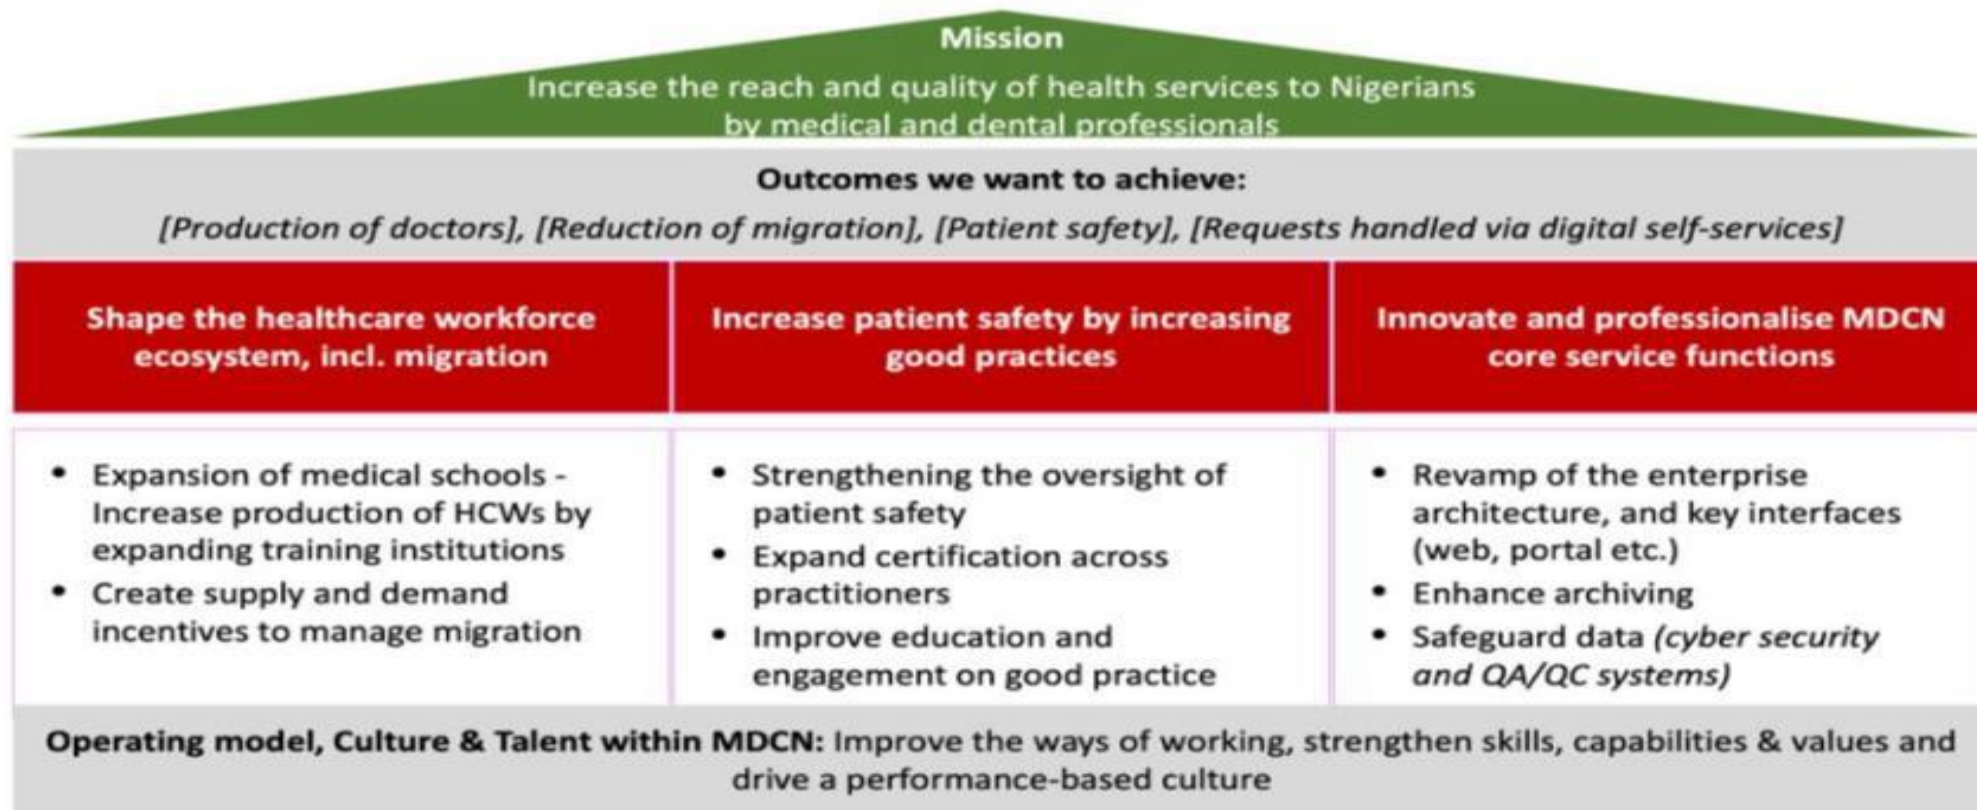 Mission
Increase the reach and quality of health services to Nigerians
by medical and dental professionals
Outcomes we want to achieve:
[Production of doctors], [Reduction of migration], [Patient safety], [Requests handled via digital self-services]
Shape the healthcare workforce
ecosystem, incl. migration
Increase patient safety by increasing
good practices
Innovate and professionalise MDCN
core service functions
• Expansion of medical schools -
Increase production of HCWs by
expanding training institutions
• Create supply and demand
incentives to manage migration
• Strengthening the oversight of
patient safety
• Expand certification across
practitioners
• Improve education and
engagement on good practice
• Revamp of the enterprise
architecture, and key interfaces
(web, portal etc.)
• Enhance archiving
• Safeguard data (cyber security
and QA/QC systems)
Operating model, Culture & Talent within MDCN: Improve the ways of working, strengthen skills, capabilities & values and
drive a performance-based culture